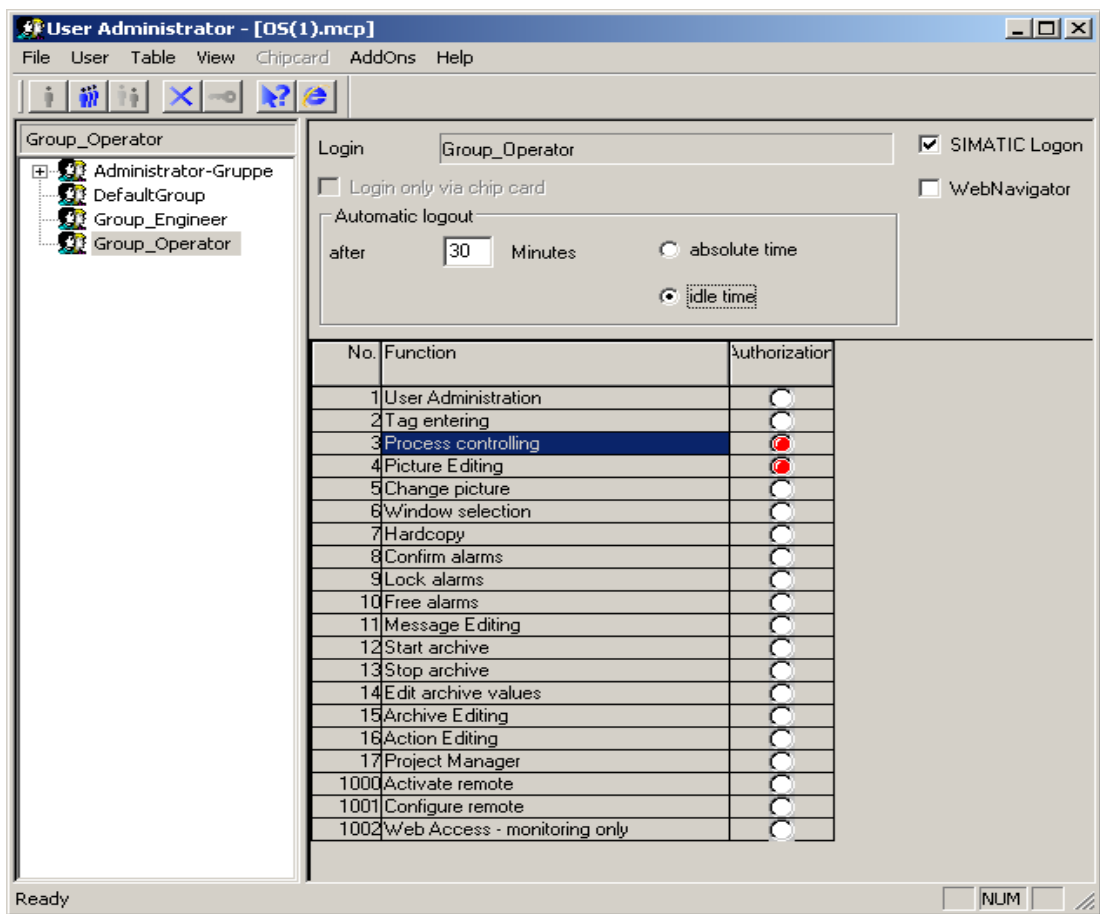 User Administrator - [OS(1).mcp]
File User Table View Chipcard AddOns Help
Group_Operator
Administrator-Gruppe
DefaultGroup
Group_Engineer
Group_Operator
Login Group_Operator
SIMATIC Logon
Login only via chip card
WebNavigator
Automatic logout
after 30 Minutes absolute time
idle time
No. Function Authorization
1 User Administration
2 Tag entering
3 Process controlling
4 Picture Editing
5 Change picture
6 Window selection
7 Hardcopy
8 Confirm alarms
9 Lock alarms
10 Free alarms
11 Message Editing
12 Start archive
13 Stop archive
14 Edit archive values
15 Archive Editing
16 Action Editing
17 Project Manager
1000 Activate remote
1001 Configure remote
1002 Web Access - monitoring only
Ready NUM